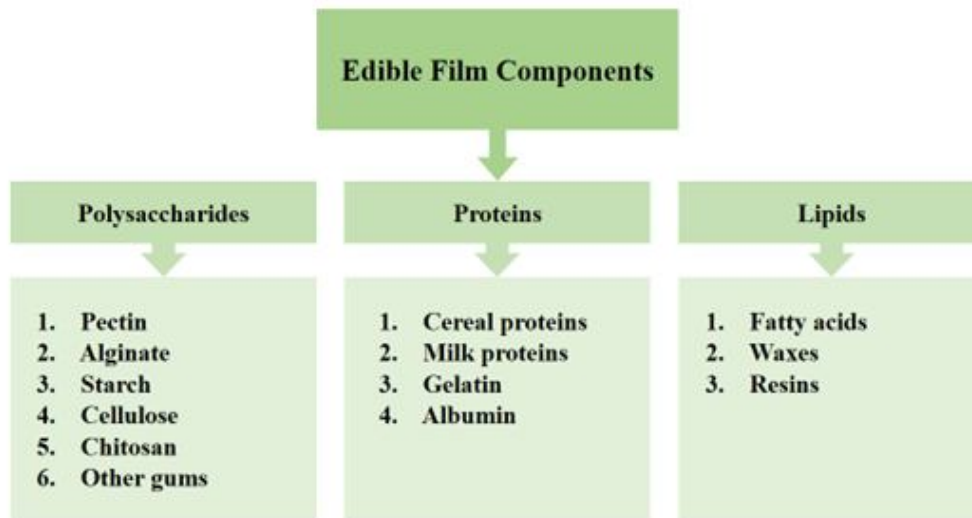 Edible Film Components
Polysaccharides
1. Pectin
2. Alginate
3. Starch
4. Cellulose
5. Chitosan
6. Other gums
Proteins
1. Cereal proteins
2. Milk proteins
3. Gelatin
4. Albumin
Lipids
1. Fatty acids
2. Waxes
3. Resins